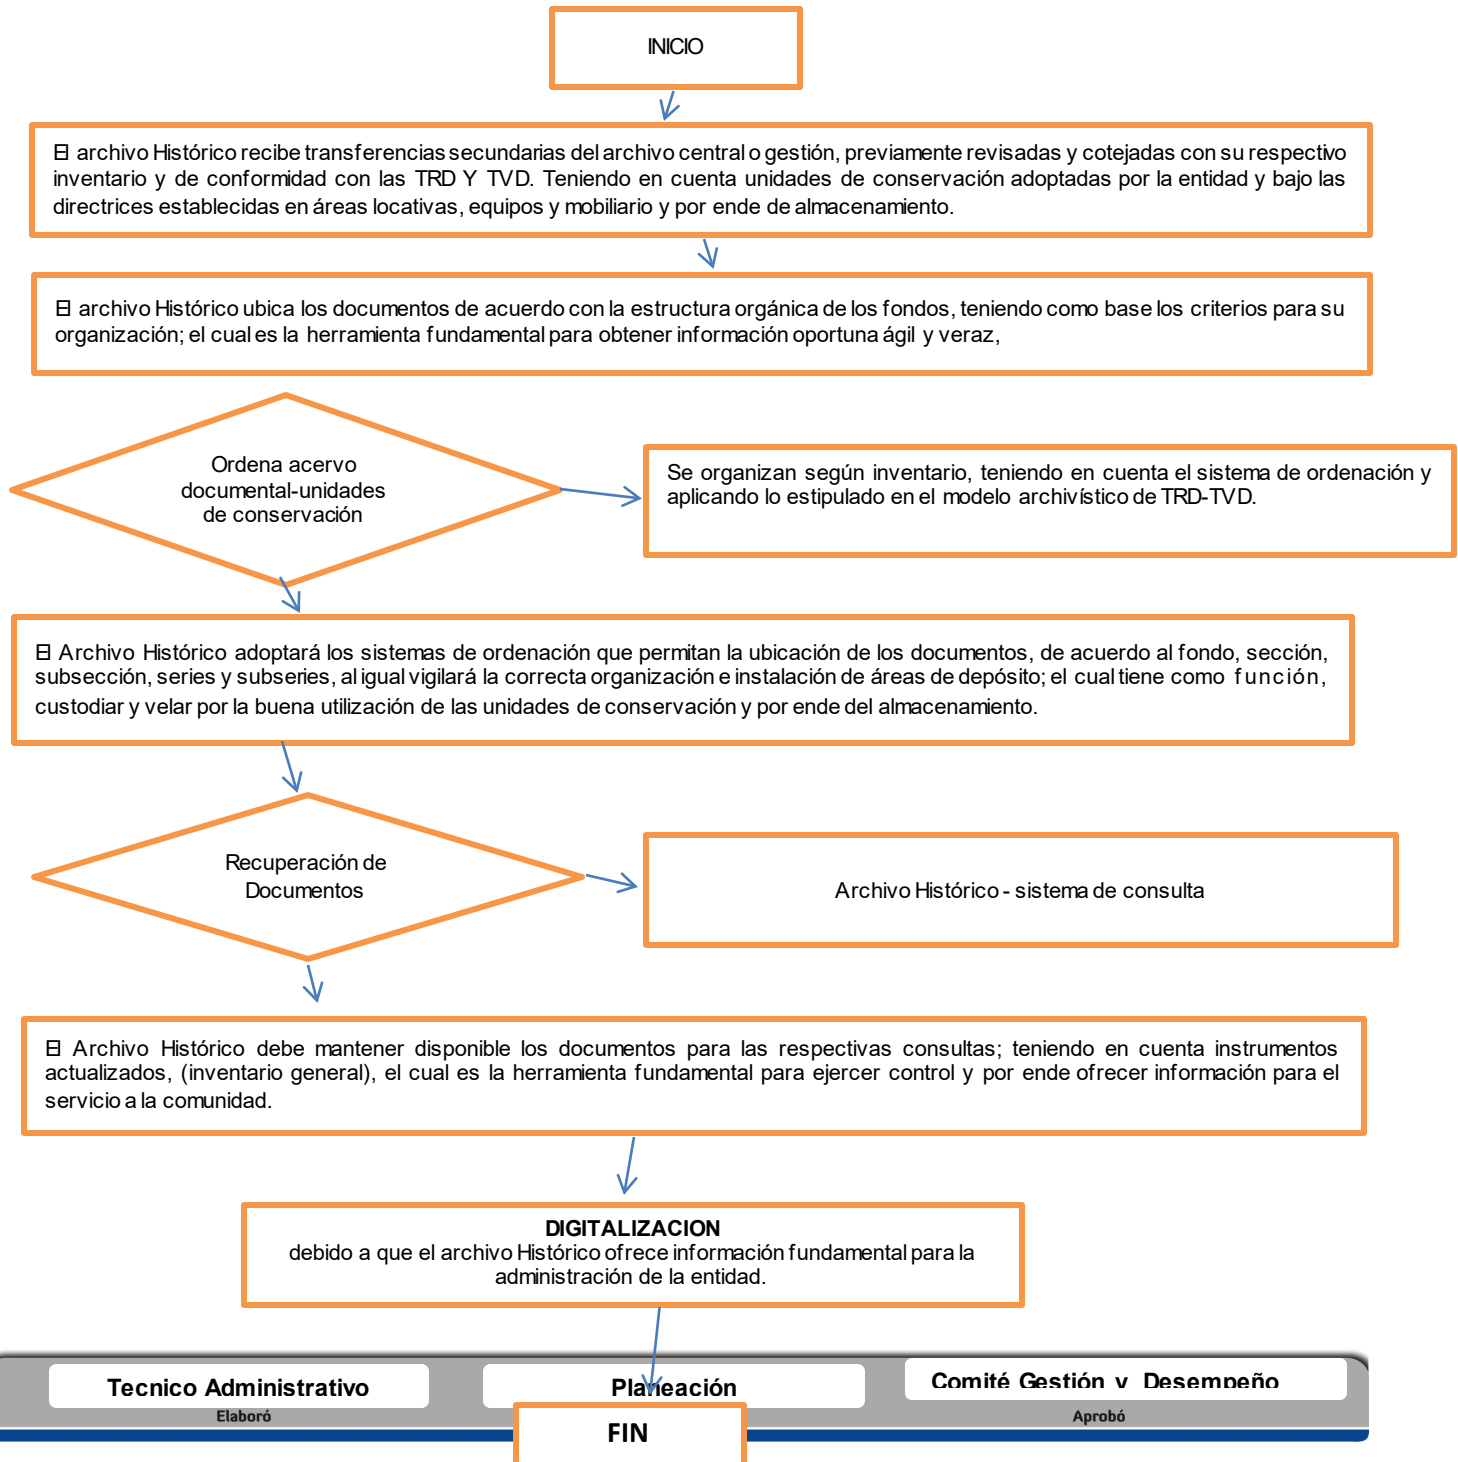 INICIO
El archivo Histórico recibe transferencias secundarias del archivo central o gestión, previamente revisadas y cotejadas con su respectivo
inventario y de conformidad con las TRD Y TVD. Teniendo en cuenta unidades de conservación adoptadas por la entidad y bajo las
directrices establecidas en áreas locativas, equipos y mobiliario y por ende de almacenamiento.
El archivo Histórico ubica los documentos de acuerdo con la estructura orgánica de los fondos, teniendo como base los criterios para su
organización; el cual es la herramienta fundamental para obtener información oportuna ágil y veraz,
Ordena acervo
documental-unidades
de conservación
Se organizan según inventario, teniendo en cuenta el sistema de ordenación y
aplicando lo estipulado en el modelo archivístico de TRD-TVD.
El Archivo Histórico adoptará los sistemas de ordenación que permitan la ubicación de los documentos, de acuerdo al fondo, sección,
subsección, series y subseries, al igual vigilará la correcta organización e instalación de áreas de depósito; el cual tiene como función,
custodiar y velar por la buena utilización de las unidades de conservación y por ende del almacenamiento.
Recuperación de
Documentos
Archivo Histórico - sistema de consulta
El Archivo Histórico debe mantener disponible los documentos para las respectivas consultas; teniendo en cuenta instrumentos
actualizados, (inventario general), el cual es la herramienta fundamental para ejercer control y por ende ofrecer información para el
servicio a la comunidad.
DIGITALIZACION
debido a que el archivo Histórico ofrece información fundamental para la
administración de la entidad.
Tecnico Administrativo
Planeación
Comité Gestión y Desempeño
Elaboró
Aprobó
FIN